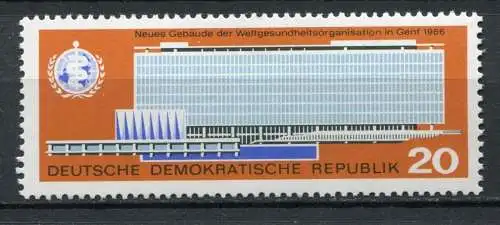 Neues Gebäude der Weltgesundheitsorganisation in Genf 1966
DEUTSCHE DEMOKRATISCHE REPUBLIK 20